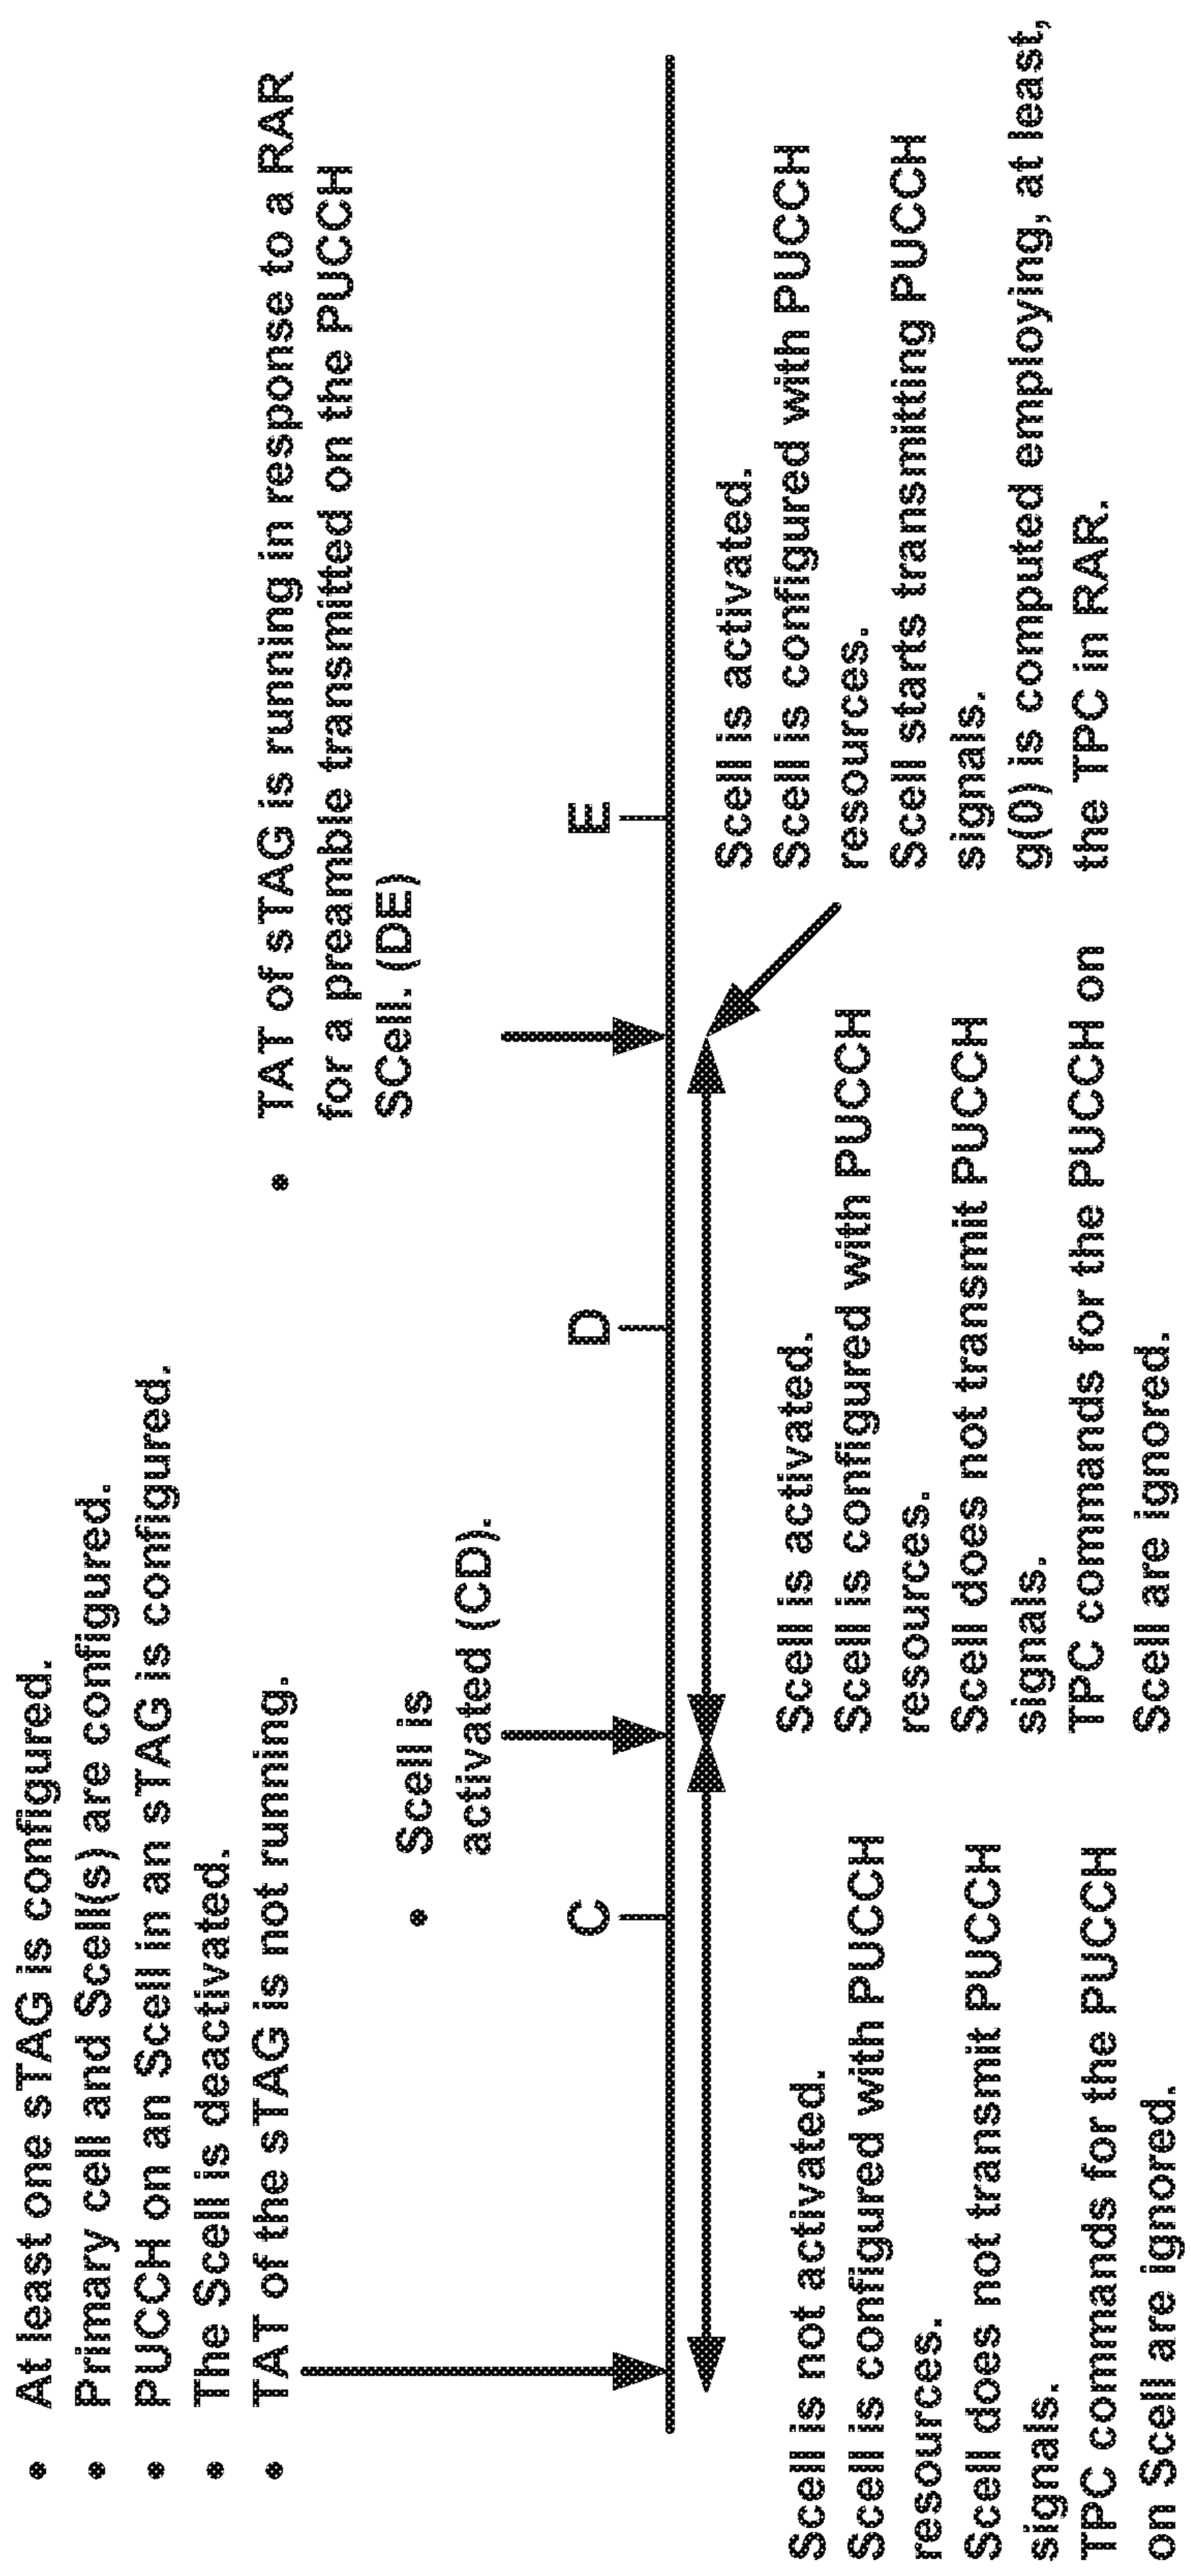 • At least one sTAG is configured.
• Primary cell and Scell(s) are configured.
• PUCCH on an Scell in an sTAG is configured.
• The Scell is deactivated.
• TAT of the sTAG is not running.
• Scell is
activated (CD).
• TAT of sTAG is running in response to a RAR
for a preamble transmitted on the PUCCH
SCell. (DE)
C
D
E
Scell is not activated.
Scell is configured with PUCCH
resources.
Scell does not transmit PUCCH
signals.
TPC commands for the PUCCH
on Scell are ignored.
Scell is activated.
Scell is configured with PUCCH
resources.
Scell does not transmit PUCCH
signals.
TPC commands for the PUCCH on
Scell are ignored.
Scell is activated.
Scell is configured with PUCCH
resources.
Scell starts transmitting PUCCH
signals.
g(0) is computed employing, at least,
the TPC in RAR.